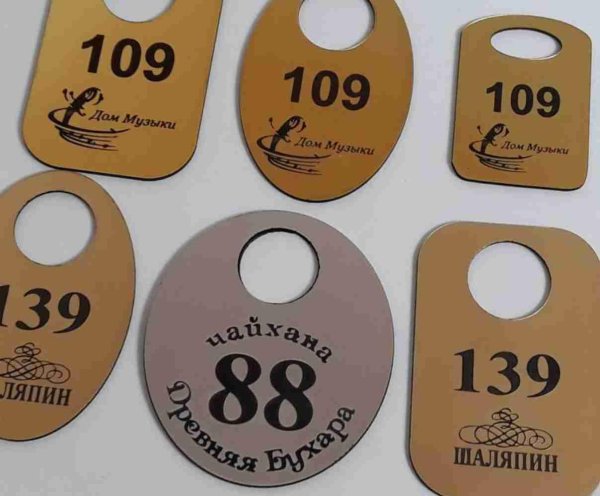 109
Дом Музыки
109
Дом Музыки
109
Дом Музыки
139
ШАЛЯПИН
чайхана
88
Древняя Бухара
139
ШАЛЯПИН